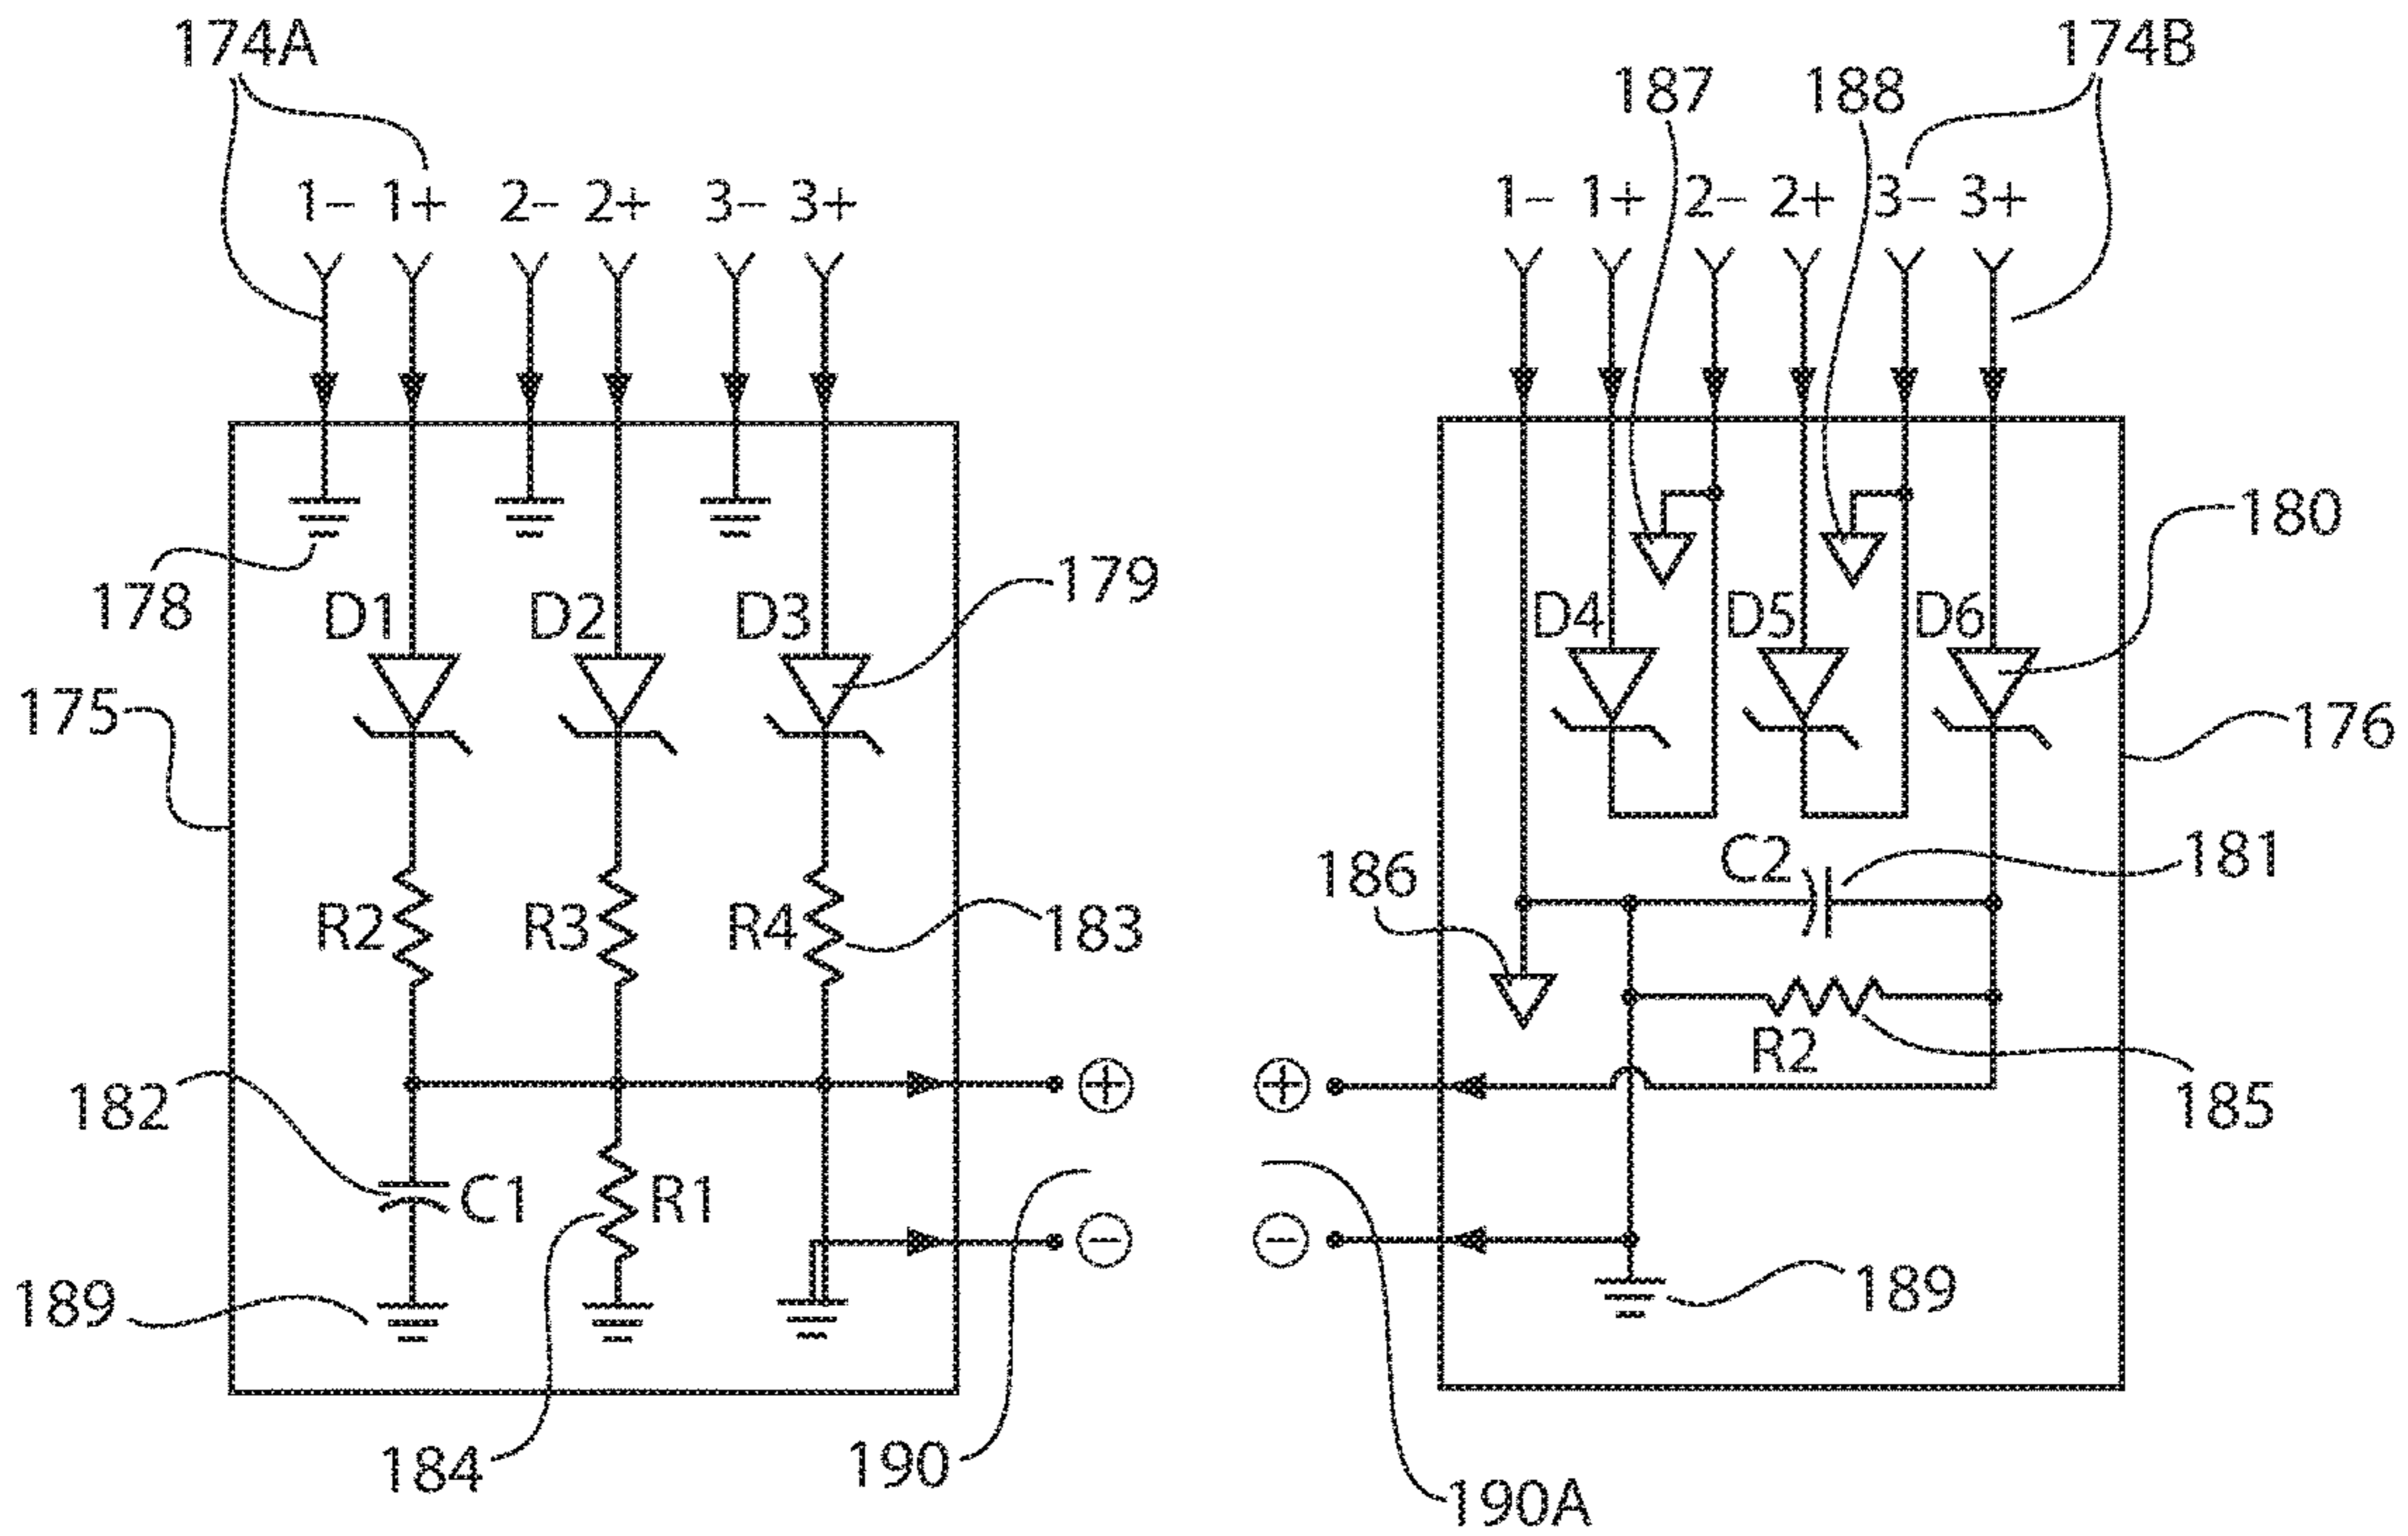 174A
174B
187 188
1- 1+ 2- 2+ 3- 3+
1- 1+ 2- 2+ 3- 3+
180
178
D1 D2 D3
179
D4 D5 D6
175
176
C2
181
186
R2 R3 R4
183
R2
185
+
+
182
C1
R1
-
-
189
189
184
190
190A